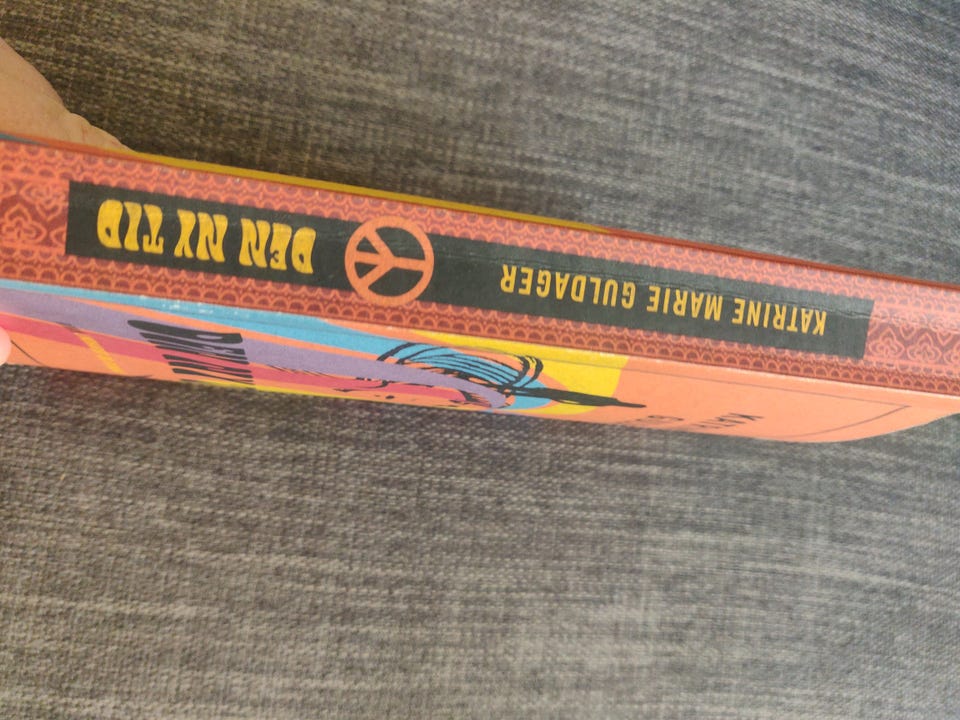 KATRINE MARIE GULDAGER
DEN NY TID